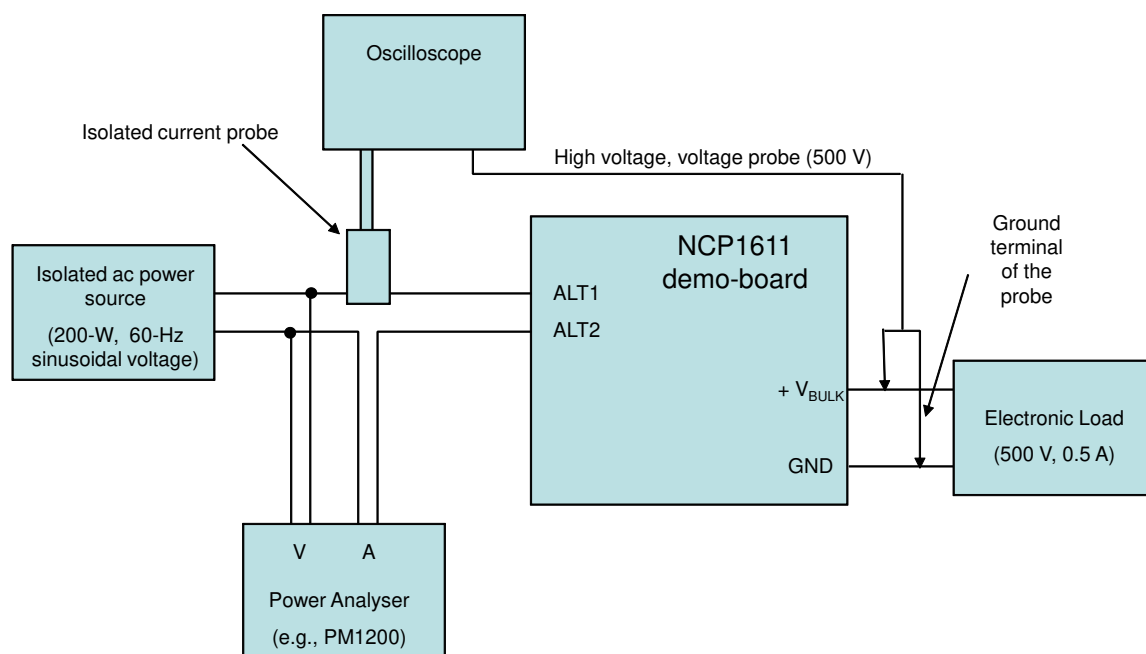 Oscilloscope
Isolated current probe
High voltage, voltage probe (500 V)
NCP1611
demo-board
Ground
terminal
of the
probe
Isolated ac power
source
(200-W, 60-Hz
sinusoidal voltage)
ALT1
ALT2
+ VBULK
GND
Electronic Load
(500 V, 0.5 A)
V A
Power Analyser
(e.g., PM1200)